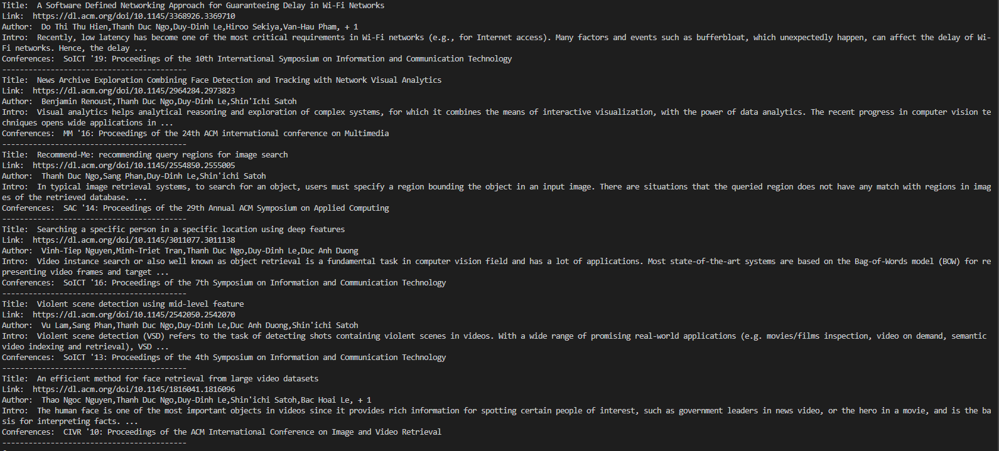 Title:  A Software Defined Networking Approach for Guaranteeing Delay in Wi-Fi Networks
Link:  https://dl.acm.org/doi/10.1145/3368926.3369710
Author:  Do Thi Thu Hien,Thanh Duc Ngo,Duy-Dinh Le,Hiroo Sekiya,Van-Hau Pham, + 1
Intro:  Recently, low latency has become one of the most critical requirements in Wi-Fi networks (e.g., for Internet access). Many factors and events such as bufferbloat, which unexpectedly happen, can affect the delay of Wi-
Fi networks. Hence, the delay ...
Conferences:  SoICT '19: Proceedings of the 10th International Symposium on Information and Communication Technology
------------------------------------------
Title:  News Archive Exploration Combining Face Detection and Tracking with Network Visual Analytics
Link:  https://dl.acm.org/doi/10.1145/2964284.2973823
Author:  Benjamin Renoust,Thanh Duc Ngo,Duy-Dinh Le,Shin'Ichi Satoh
Intro:  Visual analytics helps analytical reasoning and exploration of complex systems, for which it combines the means of interactive visualization, with the power of data analytics. The recent progress in computer vision te
chniques opens wide applications in ...
Conferences:  MM '16: Proceedings of the 24th ACM international conference on Multimedia
------------------------------------------
Title:  Recommend-Me: recommending query regions for image search
Link:  https://dl.acm.org/doi/10.1145/2554850.2555005
Author:  Thanh Duc Ngo,Sang Phan,Duy-Dinh Le,Shin'ichi Satoh
Intro:  In typical image retrieval systems, to search for an object, users must specify a region bounding the object in an input image. There are situations that the queried region does not have any match with regions in imag
es of the retrieved database. ...
Conferences:  SAC '14: Proceedings of the 29th Annual ACM Symposium on Applied Computing
------------------------------------------
Title:  Searching a specific person in a specific location using deep features
Link:  https://dl.acm.org/doi/10.1145/3011077.3011138
Author:  Vinh-Tiep Nguyen,Minh-Triet Tran,Thanh Duc Ngo,Duy-Dinh Le,Duc Anh Duong
Intro:  Video instance search or also well known as object retrieval is a fundamental task in computer vision field and has a lot of applications. Most state-of-the-art systems are based on the Bag-of-Words model (BOW) for re
presenting video frames and target ...
Conferences:  SoICT '16: Proceedings of the 7th Symposium on Information and Communication Technology
------------------------------------------
Title:  Violent scene detection using mid-level feature
Link:  https://dl.acm.org/doi/10.1145/2542050.2542070
Author:  Vu Lam,Sang Phan,Thanh Duc Ngo,Duy-Dinh Le,Duc Anh Duong,Shin'ichi Satoh
Intro:  Violent scene detection (VSD) refers to the task of detecting shots containing violent scenes in videos. With a wide range of promising real-world applications (e.g. movies/films inspection, video on demand, semantic
video indexing and retrieval), VSD ...
Conferences:  SoICT '13: Proceedings of the 4th Symposium on Information and Communication Technology
------------------------------------------
Title:  An efficient method for face retrieval from large video datasets
Link:  https://dl.acm.org/doi/10.1145/1816041.1816096
Author:  Thao Ngoc Nguyen,Thanh Duc Ngo,Duy-Dinh Le,Shin'ichi Satoh,Bac Hoai Le, + 1
Intro:  The human face is one of the most important objects in videos since it provides rich information for spotting certain people of interest, such as government leaders in news video, or the hero in a movie, and is the ba
sis for interpreting facts. ...
Conferences:  CIVR '10: Proceedings of the ACM International Conference on Image and Video Retrieval
------------------------------------------